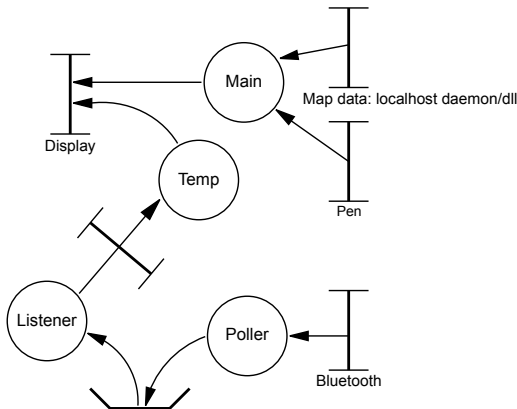 Main
Map data: localhost daemon/dll
Display
Temp
Pen
Listener
Poller
Bluetooth